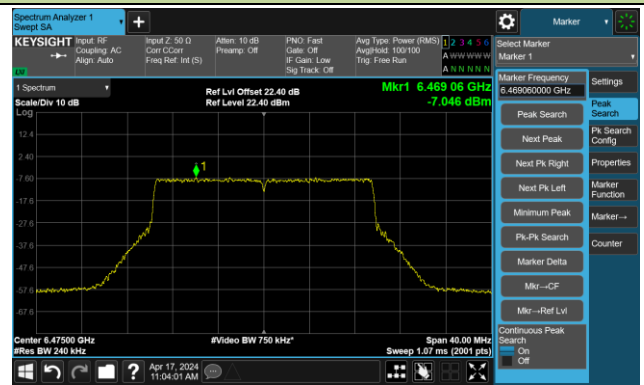 Spectrum Analyzer 1
Swept SA
+
Marker
KEYSIGHT
Input: RF
Coupling: AC
Align: Auto
Input Z: 50 Ω
Corr CCorr
Freq Ref: Int (S)
Atten: 10 dB
Preamp: Off
PNO: Fast
Gate: Off
IF Gain: Low
Sig Track: Off
Avg Type: Power (RMS)
Avg|Hold: 100/100
Trig: Free Run
1 2 3 4 5 6
A W W W W W
A N N N N N
Select Marker
Marker 1
1 Spectrum
Scale/Div 10 dB
Log
Ref Lvl Offset 22.40 dB
Ref Level 22.40 dBm
Mkr1 6.469 06 GHz
-7.046 dBm
12.4
2.40
-7.60
-17.6
-27.6
-37.6
-47.6
-57.6
-67.6
1
Center 6.47500 GHz
#Res BW 240 kHz
#Video BW 750 kHz*
Span 40.00 MHz
Sweep 1.07 ms (2001 pts)
Marker Frequency
6.469060000 GHz
Peak Search
Next Peak
Next Pk Right
Next Pk Left
Minimum Peak
Pk-Pk Search
Marker Delta
Mkr→CF
Mkr→Ref Lvl
Continuous Peak
Search
On
Off
Settings
Peak
Search
Pk Search
Config
Properties
Marker
Function
Marker→
Counter
?
Apr 17, 2024
11:04:01 AM